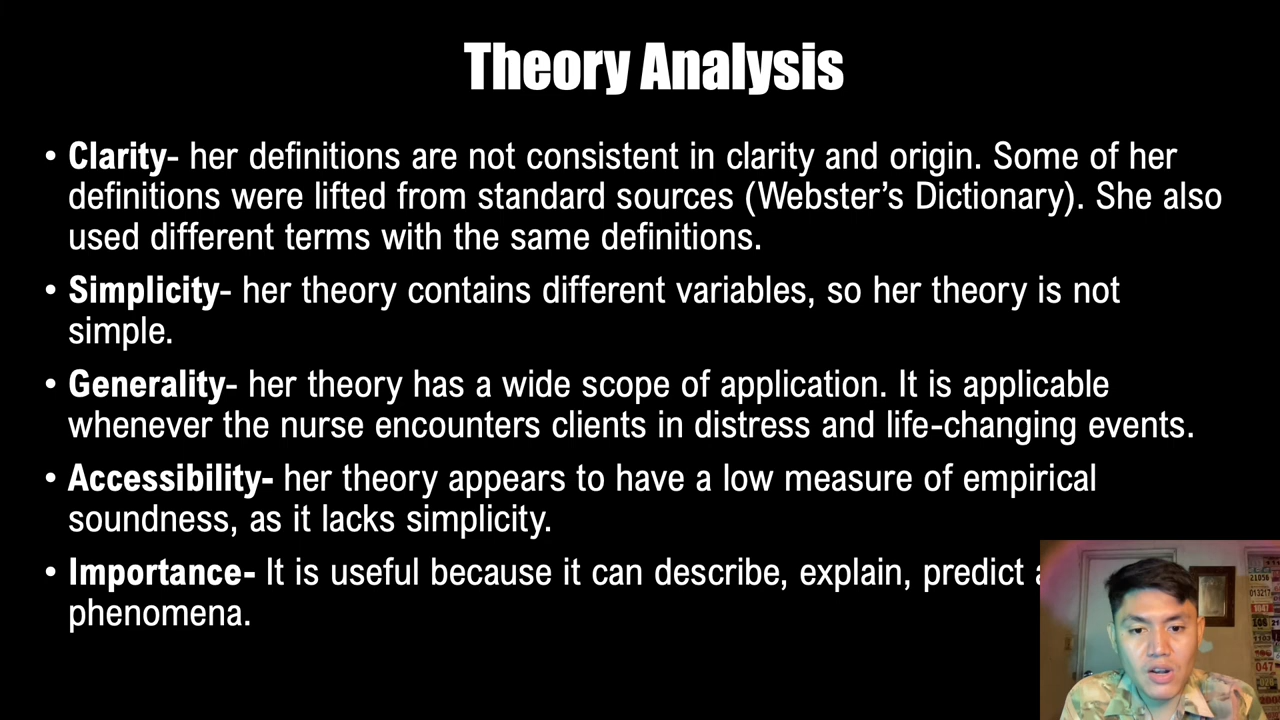 Theory Analysis
• Clarity- her definitions are not consistent in clarity and origin. Some of her
definitions were lifted from standard sources (Webster’s Dictionary). She also
used different terms with the same definitions.
• Simplicity- her theory contains different variables, so her theory is not
simple.
• Generality- her theory has a wide scope of application. It is applicable
whenever the nurse encounters clients in distress and life-changing events.
• Accessibility- her theory appears to have a low measure of empirical
soundness, as it lacks simplicity.
• Importance- It is useful because it can describe, explain, predict
phenomena.
21056
013217
1047
047